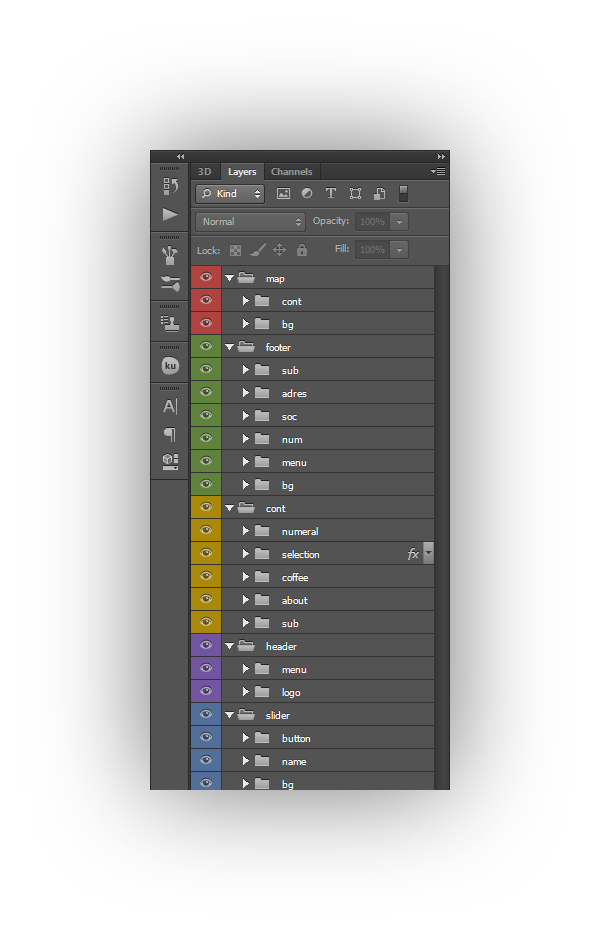 3D Layers Channels
Kind T
Normal Opacity: 100%
Lock: Fill: 100%
map
cont
bg
footer
sub
adres
soc
num
menu
bg
cont
numeral
selection fx
coffee
about
sub
header
menu
logo
slider
button
name
bg
ku
A
¶